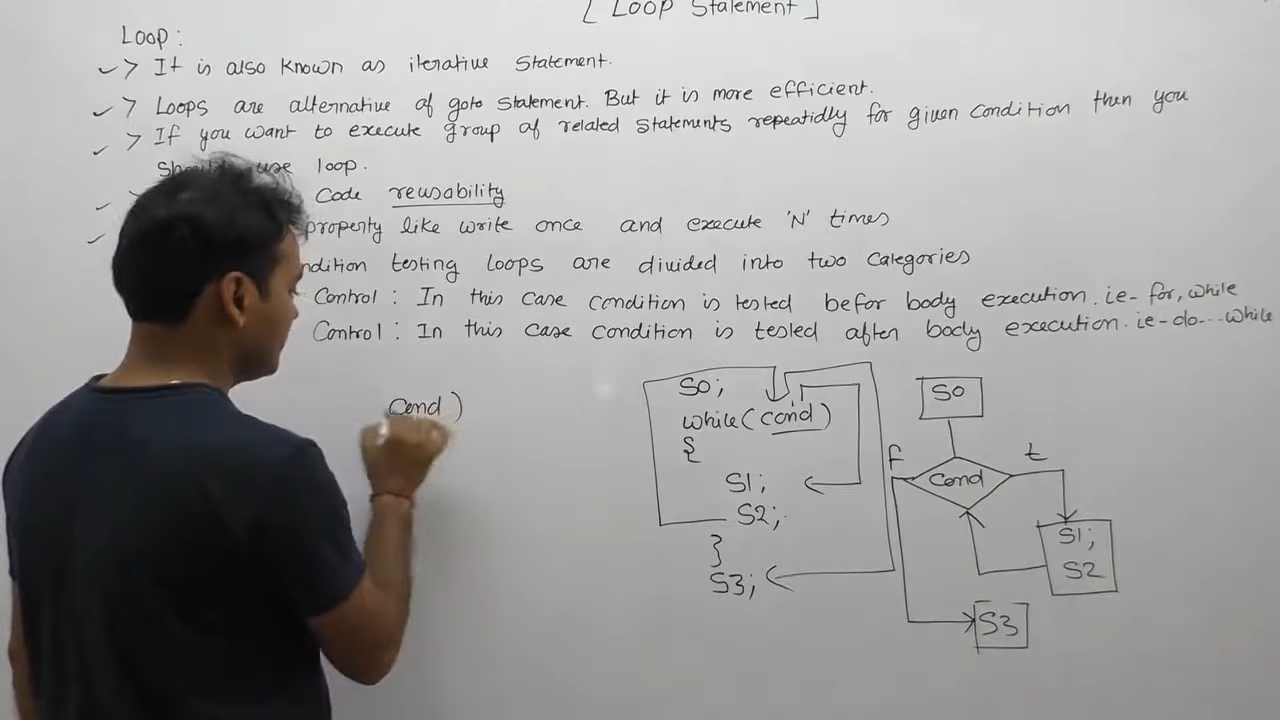 [ Loop Statement ]
Loop :
> It is also known as iterative statement.
> Loops are alternative of goto statement. But it is more efficient.
> If you want to execute group of related statements repeatidly for given condition then you
use loop.
Code reusability
property like write once and execute 'N' times
testing loops are divided into two categories
Control : In this case condition is tested befor body execution. ie- for, while
Control : In this case condition is tested after body execution. ie-do...while
Cond )
S0;
while(cond)
{
S1;
S2;
}
S3;
S0
f
t
Cond
S1;
S2
S3